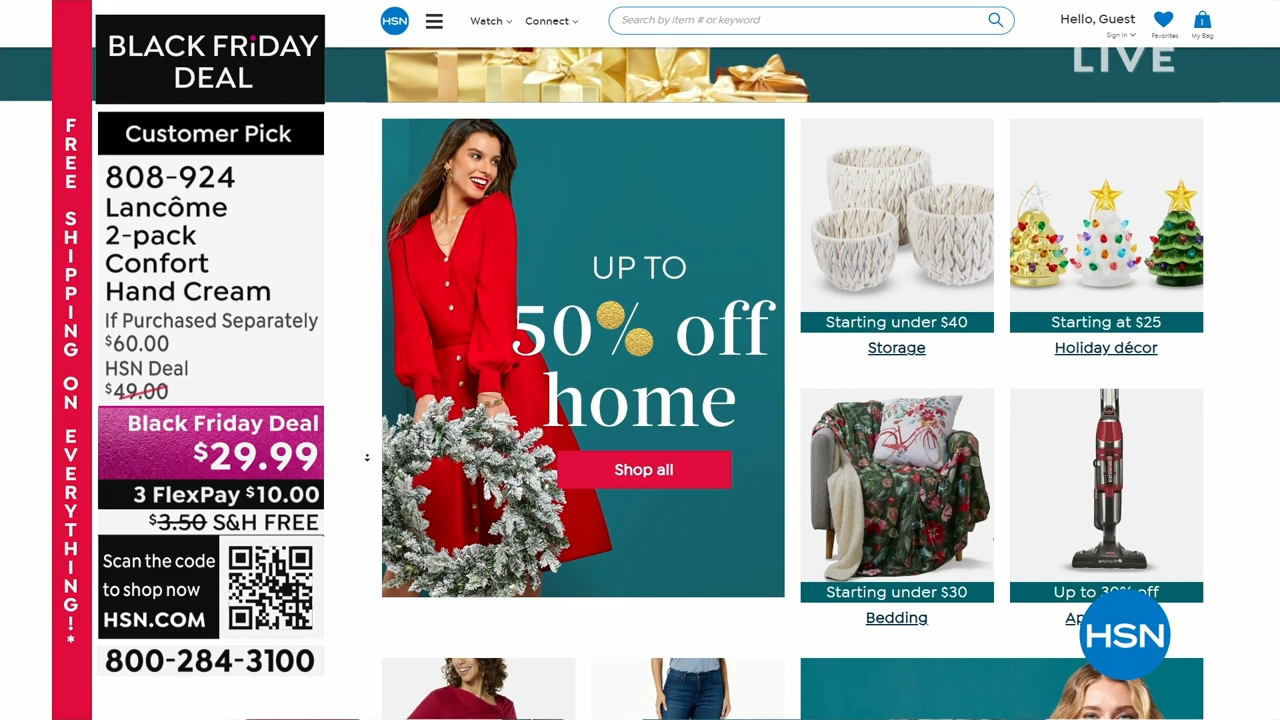 FREE SHIPPING ON EVERYTHING!*
BLACK FRiDAY
DEAL
Customer Pick
808-924
Lancôme
2-pack
Confort
Hand Cream
If Purchased Separately
$60.00
HSN Deal
$49.00
Black Friday Deal
$29.99
3 FlexPay $10.00
$3.50 S&H FREE
Scan the code
to shop now
HSN.COM
800-284-3100
HSN
Watch
Connect
Search by item # or keyword
Hello, Guest
Sign In
Favorites
1
My Bag
LIVE
UP TO
50% off
home
Shop all
Starting under $40
Storage
Starting at $25
Holiday décor
Starting under $30
Bedding
Up to 30% off
HSN